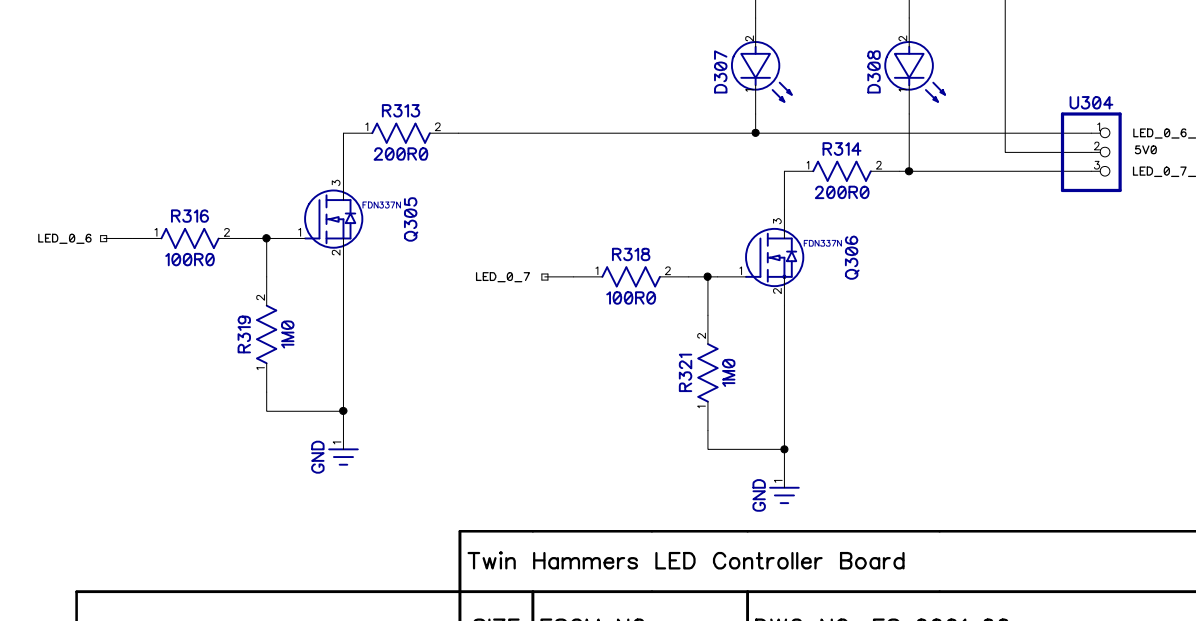 2
2
D307
D308
U304
R313
1
2
200R0
1
LED_0_6_
2
5V0
3
LED_0_7_
R314
1
2
200R0
3
FDN337N
Q305
R316
LED_0_6
1
2
1
100R0
2
3
FDN337N
Q306
R318
LED_0_7
1
2
1
100R0
2
2
R319
1M0
1
2
R321
1M0
1
1
GND
1
GND
Twin Hammers LED Controller Board